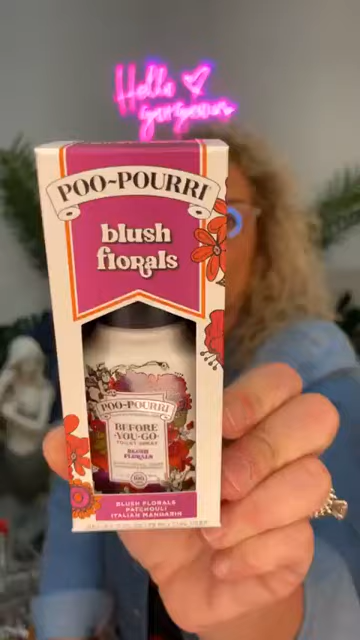 Hello
gorgeous
POO~POURRI
blush
florals
POO~POURRI
BEFORE
·YOU·GO·
TOILET SPRAY
BLUSH
FLORALS
BLUSH FLORALS
PATCHOULI
ITALIAN MANDARIN